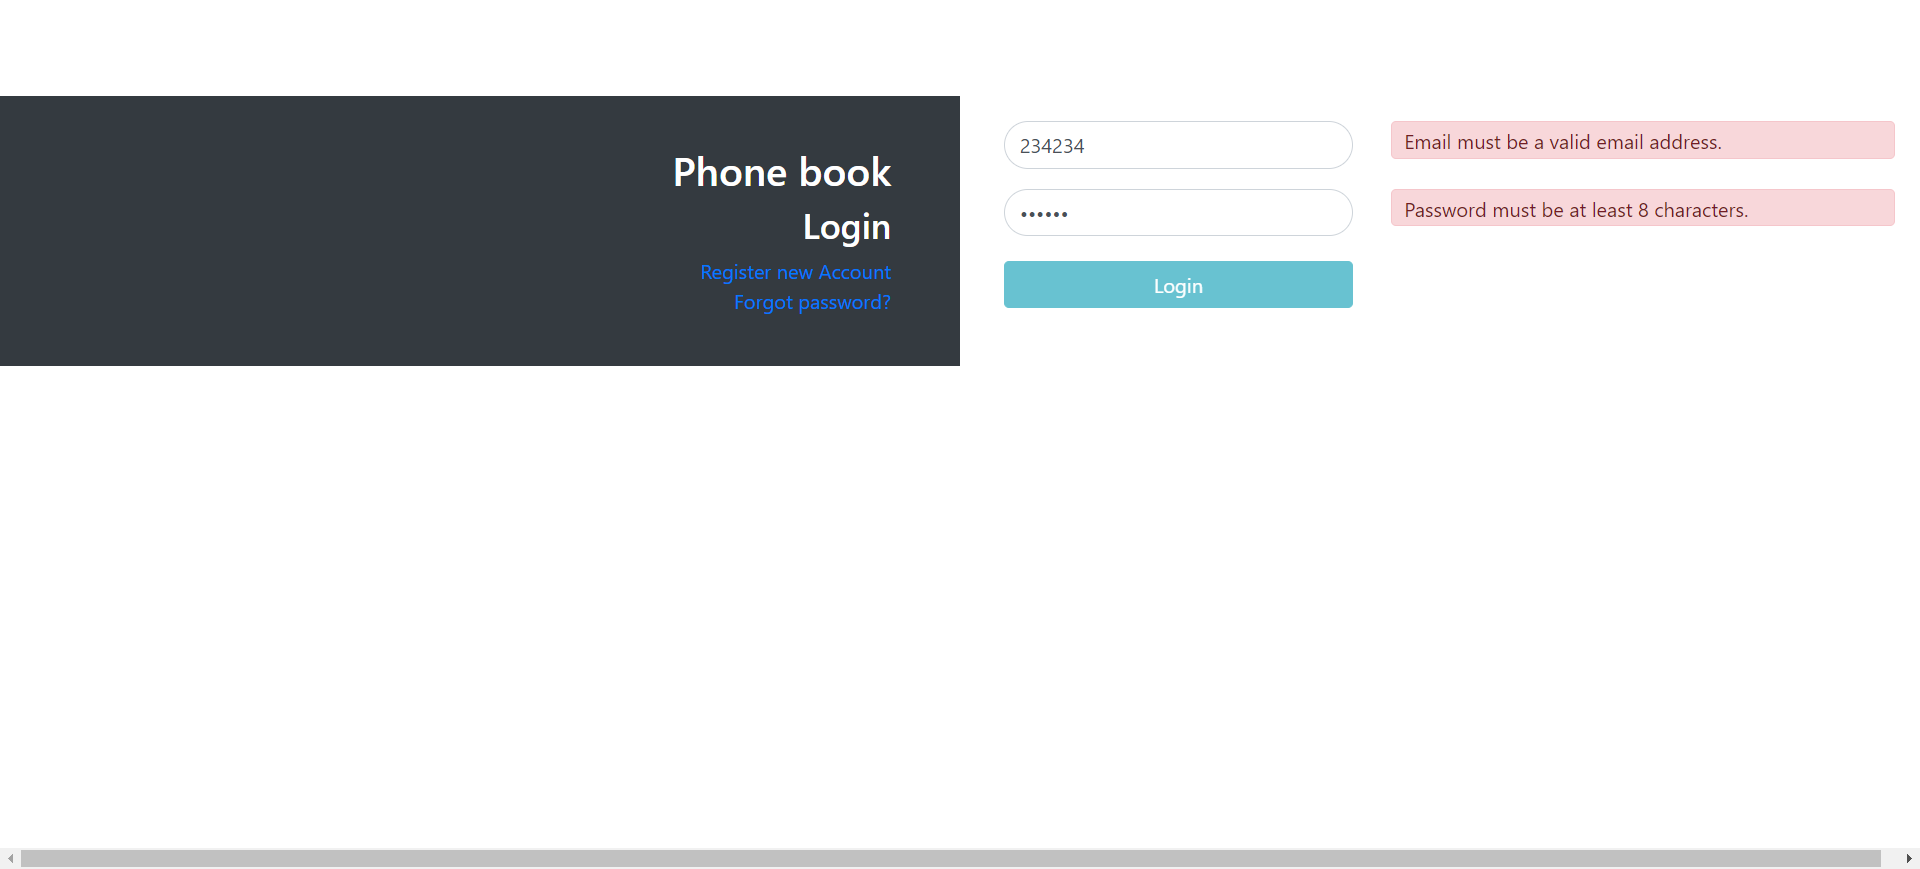 Phone book
Login
Register new Account
Forgot password?
234234
Email must be a valid email address.
••••••
Password must be at least 8 characters.
Login